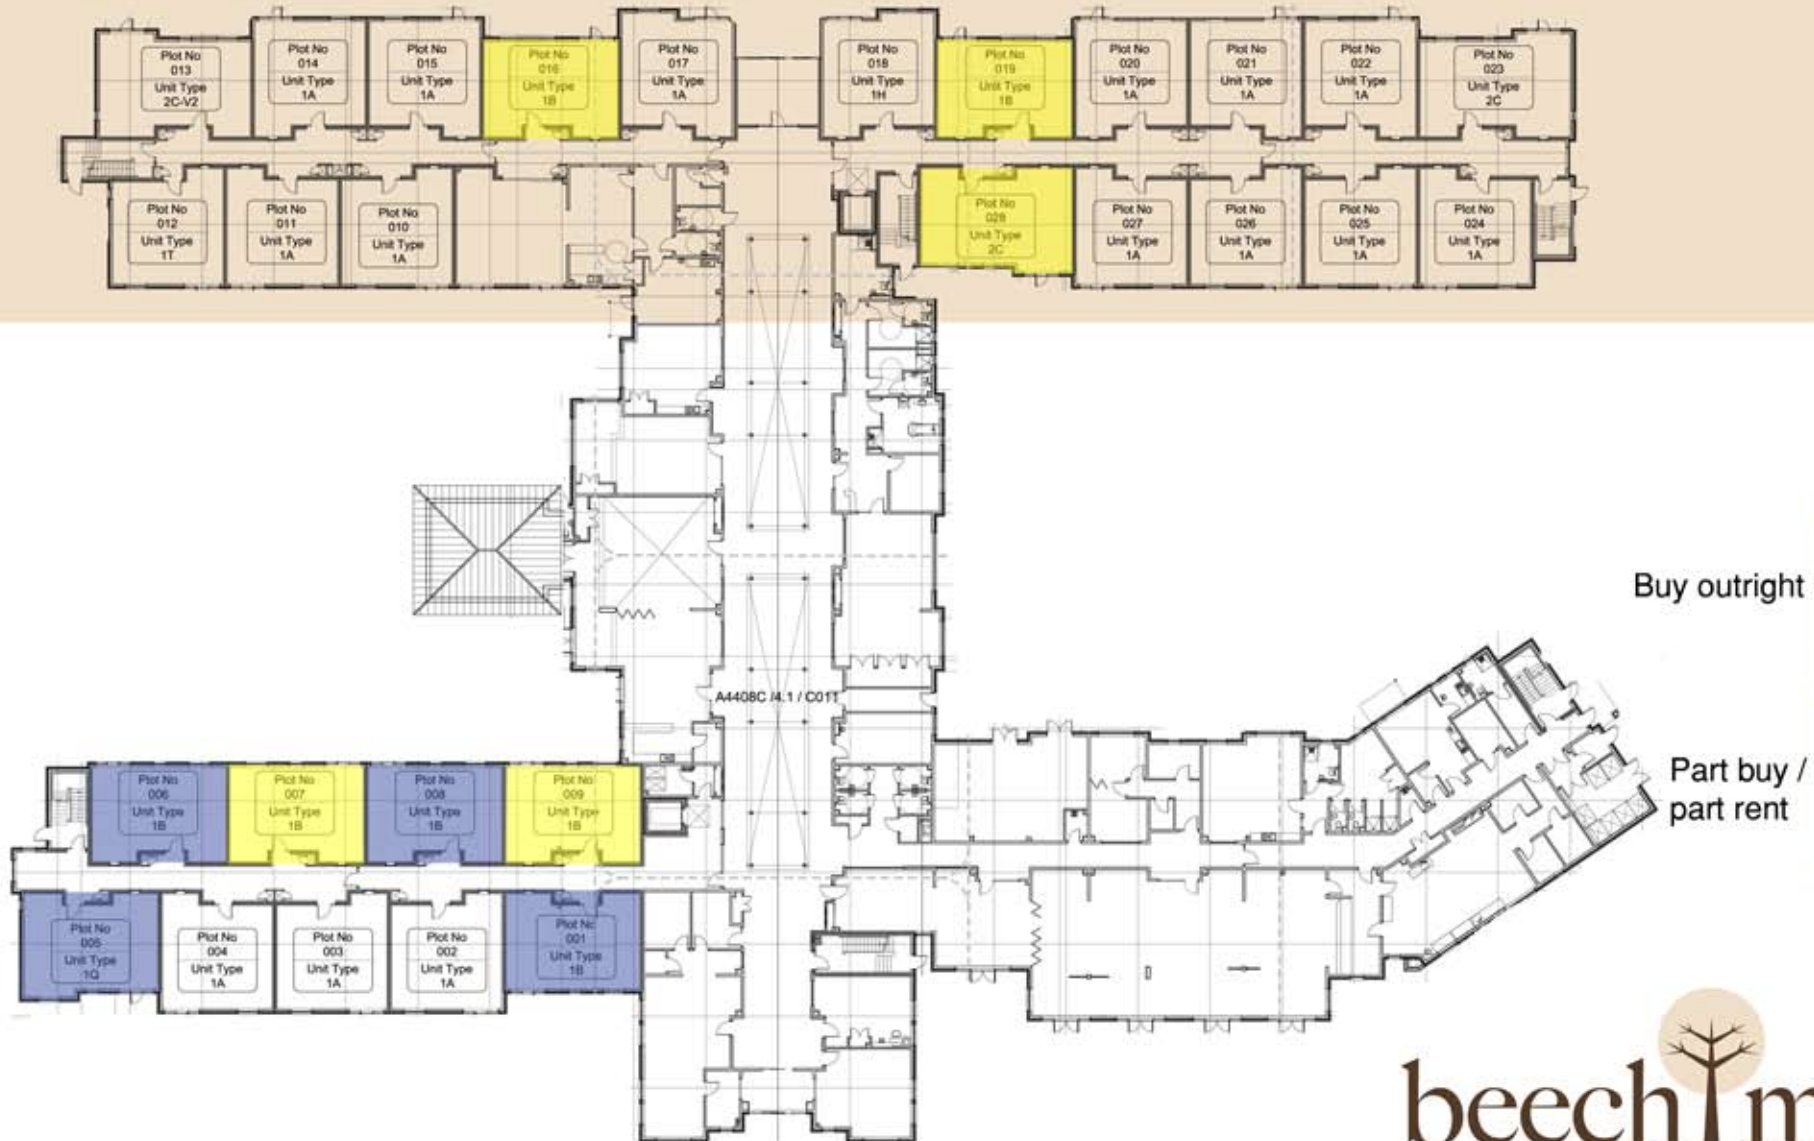 Plot No
013
Unit Type
2C-V2
Plot No
014
Unit Type
1A
Plot No
015
Unit Type
1A
Plot No
016
Unit Type
1B
Plot No
017
Unit Type
1A
Plot No
018
Unit Type
1H
Plot No
019
Unit Type
1B
Plot No
020
Unit Type
1A
Plot No
021
Unit Type
1A
Plot No
022
Unit Type
1A
Plot No
023
Unit Type
2C
Plot No
012
Unit Type
1T
Plot No
011
Unit Type
1A
Plot No
010
Unit Type
1A
Plot No
028
Unit Type
2C
Plot No
027
Unit Type
1A
Plot No
026
Unit Type
1A
Plot No
025
Unit Type
1A
Plot No
024
Unit Type
1A
Buy outright
A4408C /4.1 / C011
Part buy /
part rent
Plot No
006
Unit Type
1B
Plot No
007
Unit Type
1B
Plot No
008
Unit Type
1B
Plot No
009
Unit Type
1B
Plot No
005
Unit Type
1Q
Plot No
004
Unit Type
1A
Plot No
003
Unit Type
1A
Plot No
002
Unit Type
1A
Plot No
001
Unit Type
1B
beech m